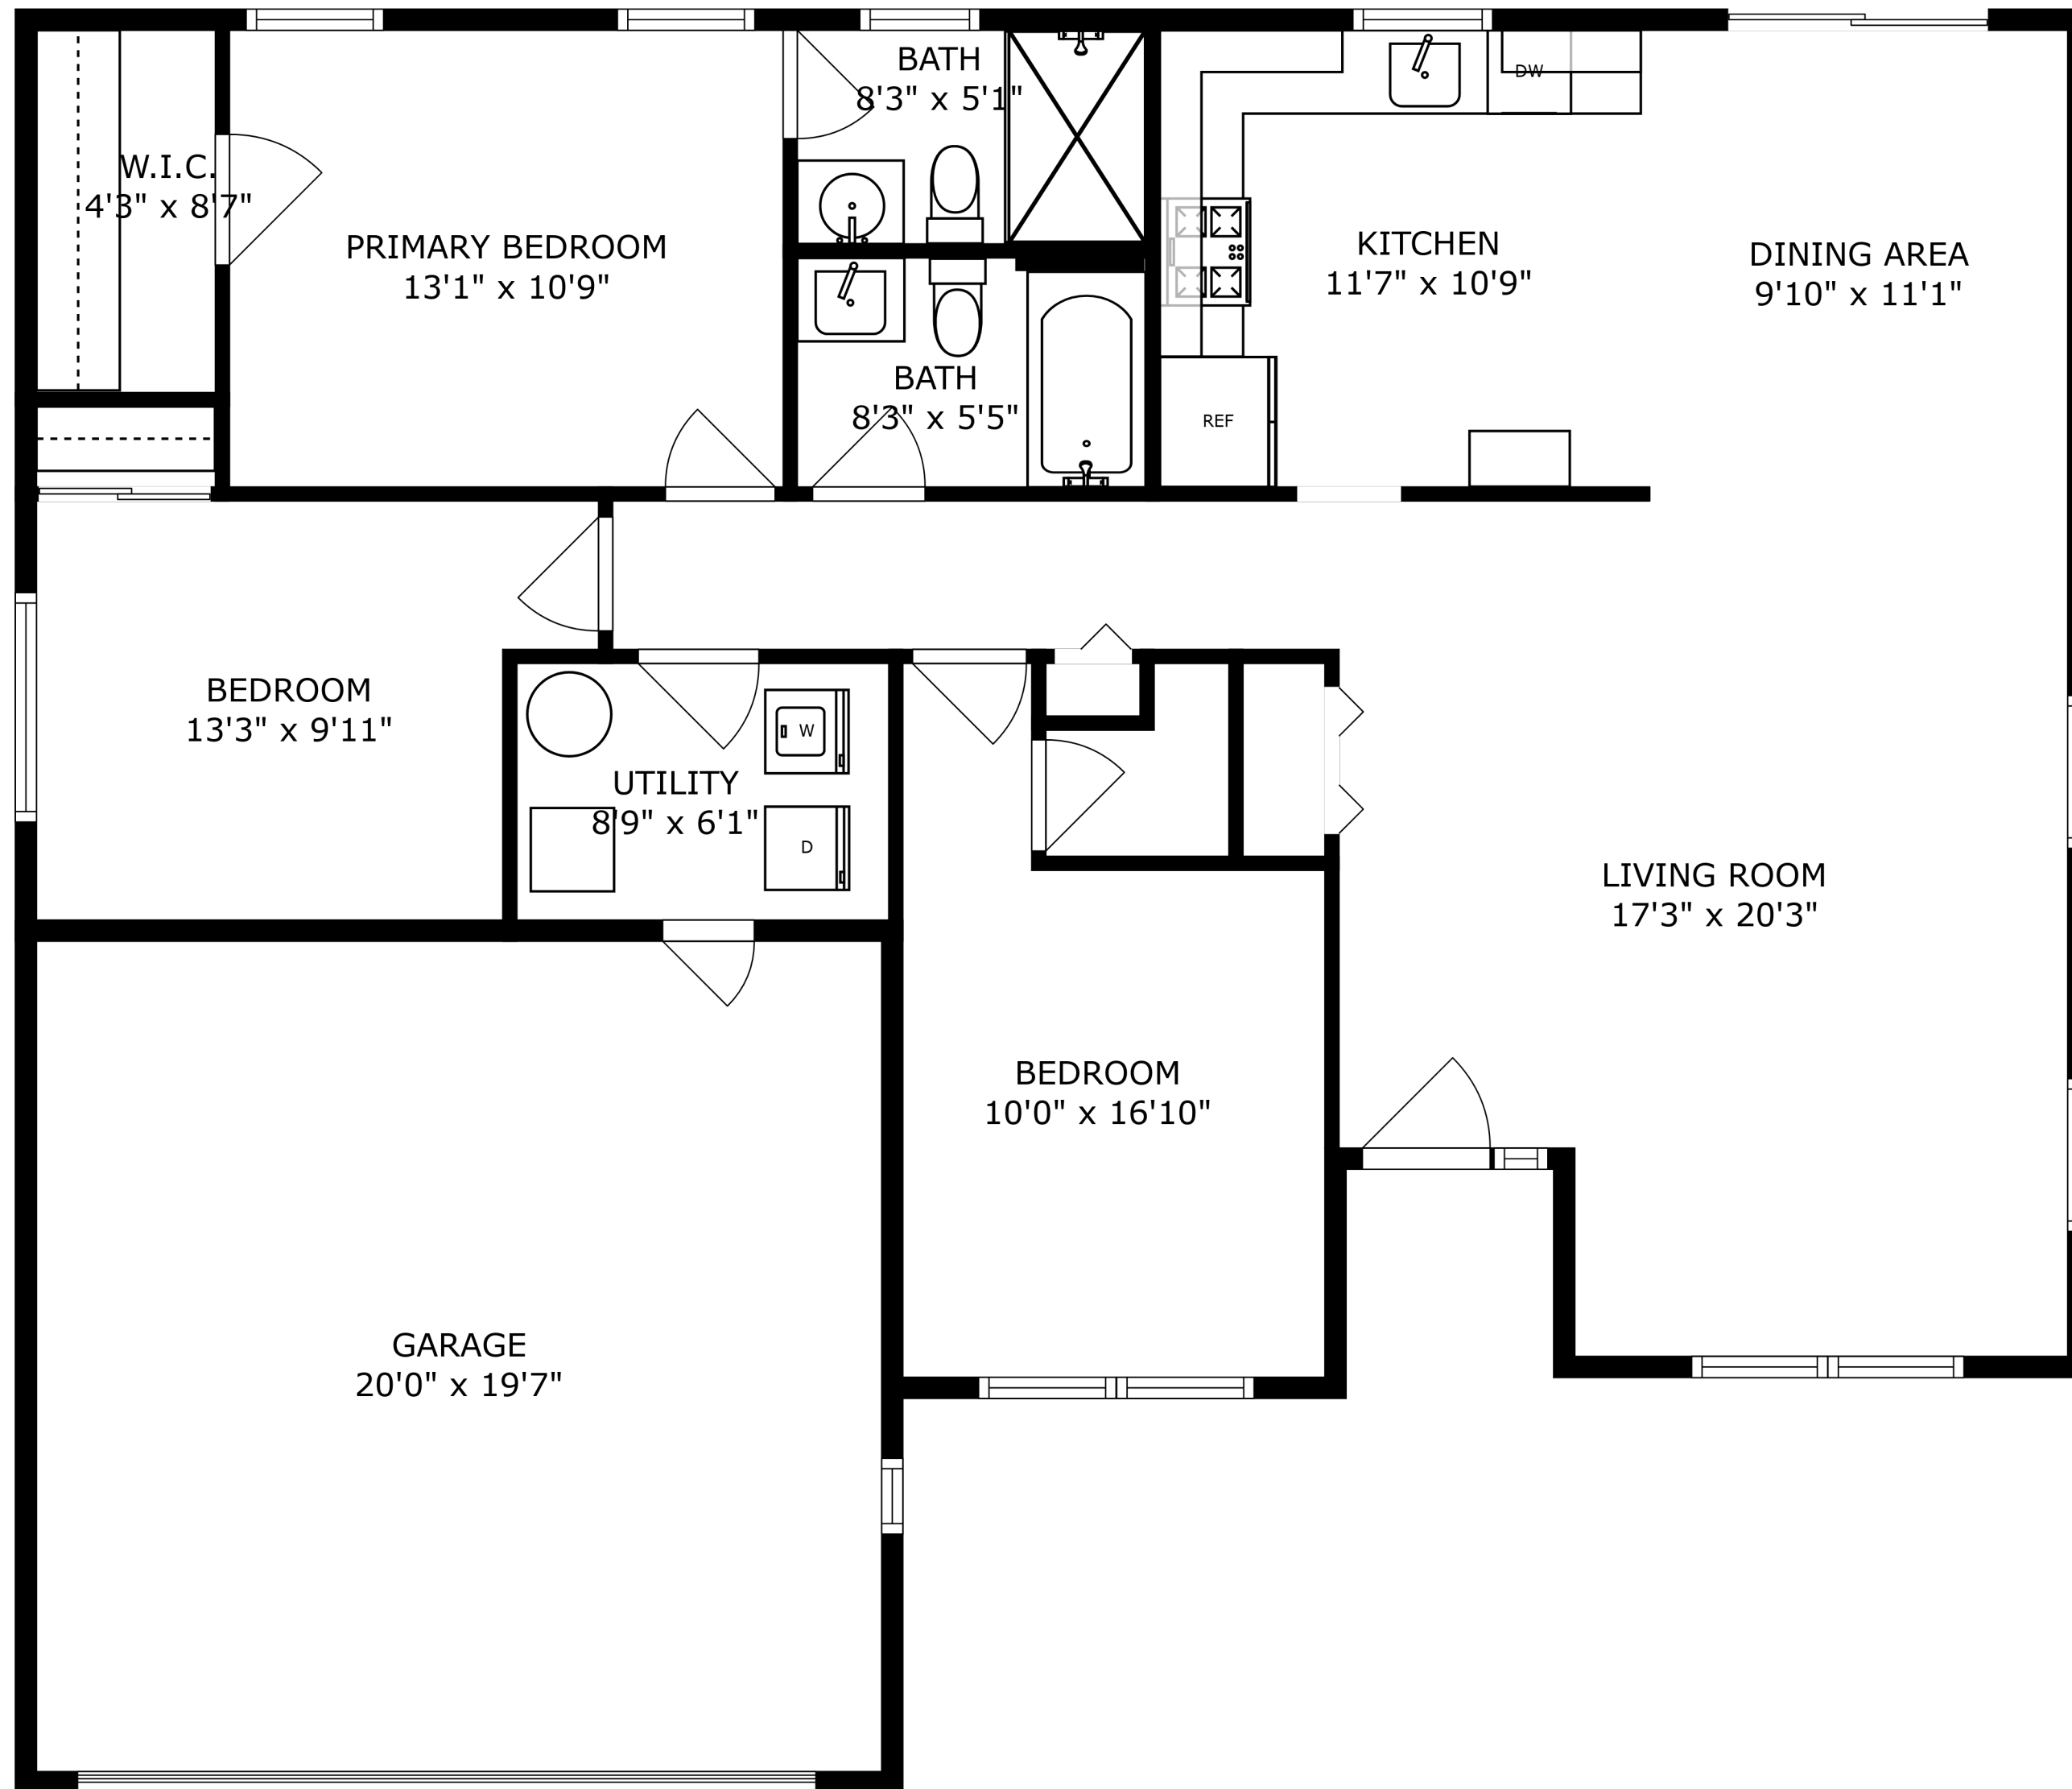 BATH
8'3" x 5'1"
DW
W.I.C.
4'3" x 8'7"
PRIMARY BEDROOM
13'1" x 10'9"
KITCHEN
11'7" x 10'9"
DINING AREA
9'10" x 11'1"
BATH
8'3" x 5'5"
REF
BEDROOM
13'3" x 9'11"
W
UTILITY
8'9" x 6'1"
D
LIVING ROOM
17'3" x 20'3"
BEDROOM
10'0" x 16'10"
GARAGE
20'0" x 19'7"